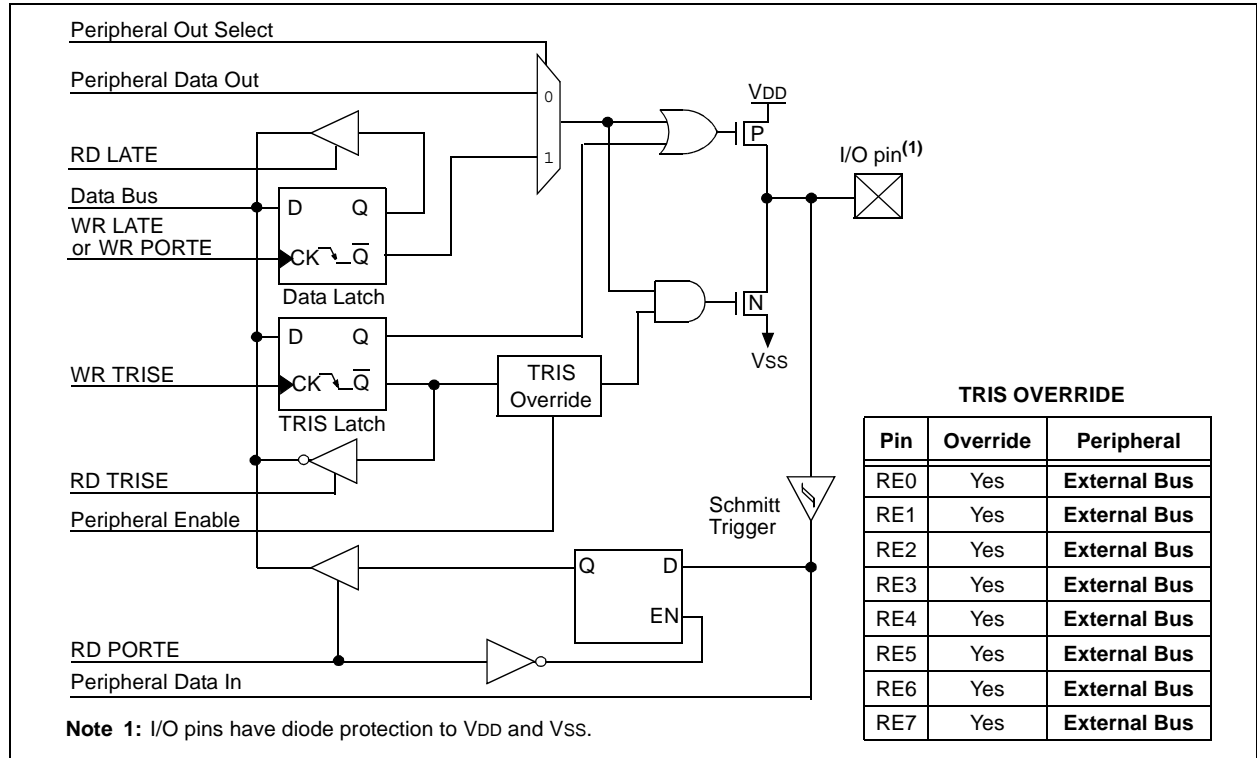 Peripheral Out Select
Peripheral Data Out
0
VDD
P
RD LATE
1
I/O pin(1)
Data Bus
D Q
WR LATE
or WR PORTE
CK Q
Data Latch
N
D Q
VSS
WR TRISE
CK Q
TRIS
Override
TRIS Latch
RD TRISE
Peripheral Enable
Schmitt
Trigger
Q D
EN
RD PORTE
Peripheral Data In
Note 1: I/O pins have diode protection to VDD and VSS.
TRIS OVERRIDE
Pin Override Peripheral
RE0 Yes External Bus
RE1 Yes External Bus
RE2 Yes External Bus
RE3 Yes External Bus
RE4 Yes External Bus
RE5 Yes External Bus
RE6 Yes External Bus
RE7 Yes External Bus